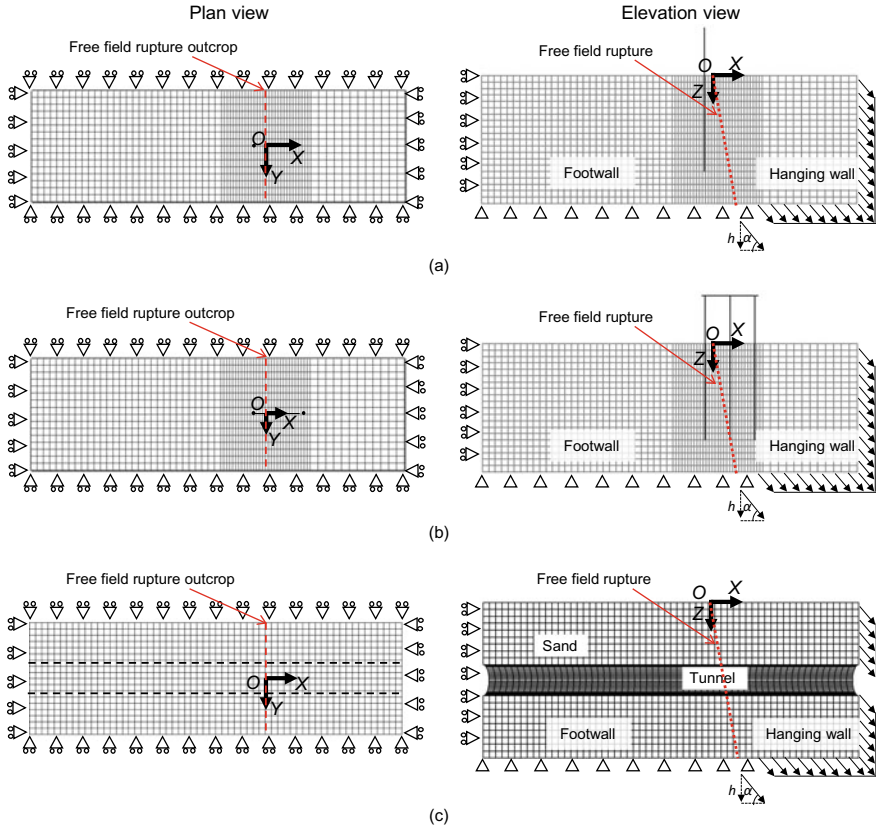 Plan view
Elevation view
Free field rupture outcrop
Free field rupture
O
X
Y
O
X
Z
Footwall
Hanging wall
h
α
(a)
Free field rupture outcrop
Free field rupture
O
X
Y
O
X
Z
Footwall
Hanging wall
h
α
(b)
Free field rupture outcrop
Free field rupture
O
X
Y
O
X
Z
Sand
Tunnel
Footwall
Hanging wall
h
α
(c)